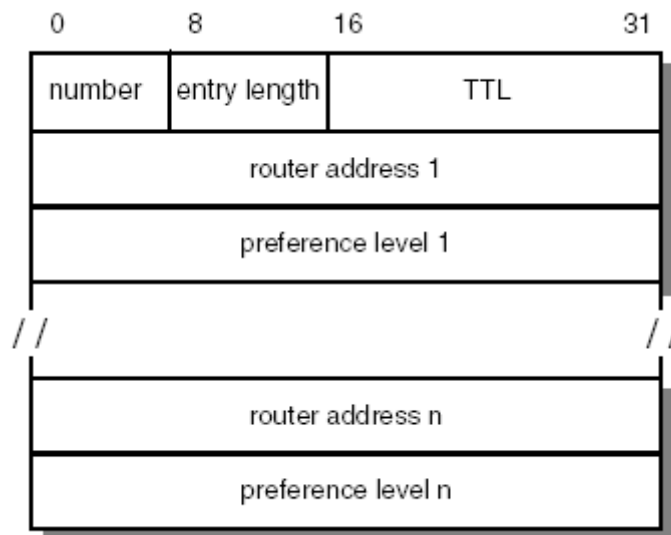 0 8 16 31
number entry length TTL
router address 1
preference level 1
// //
router address n
preference level n